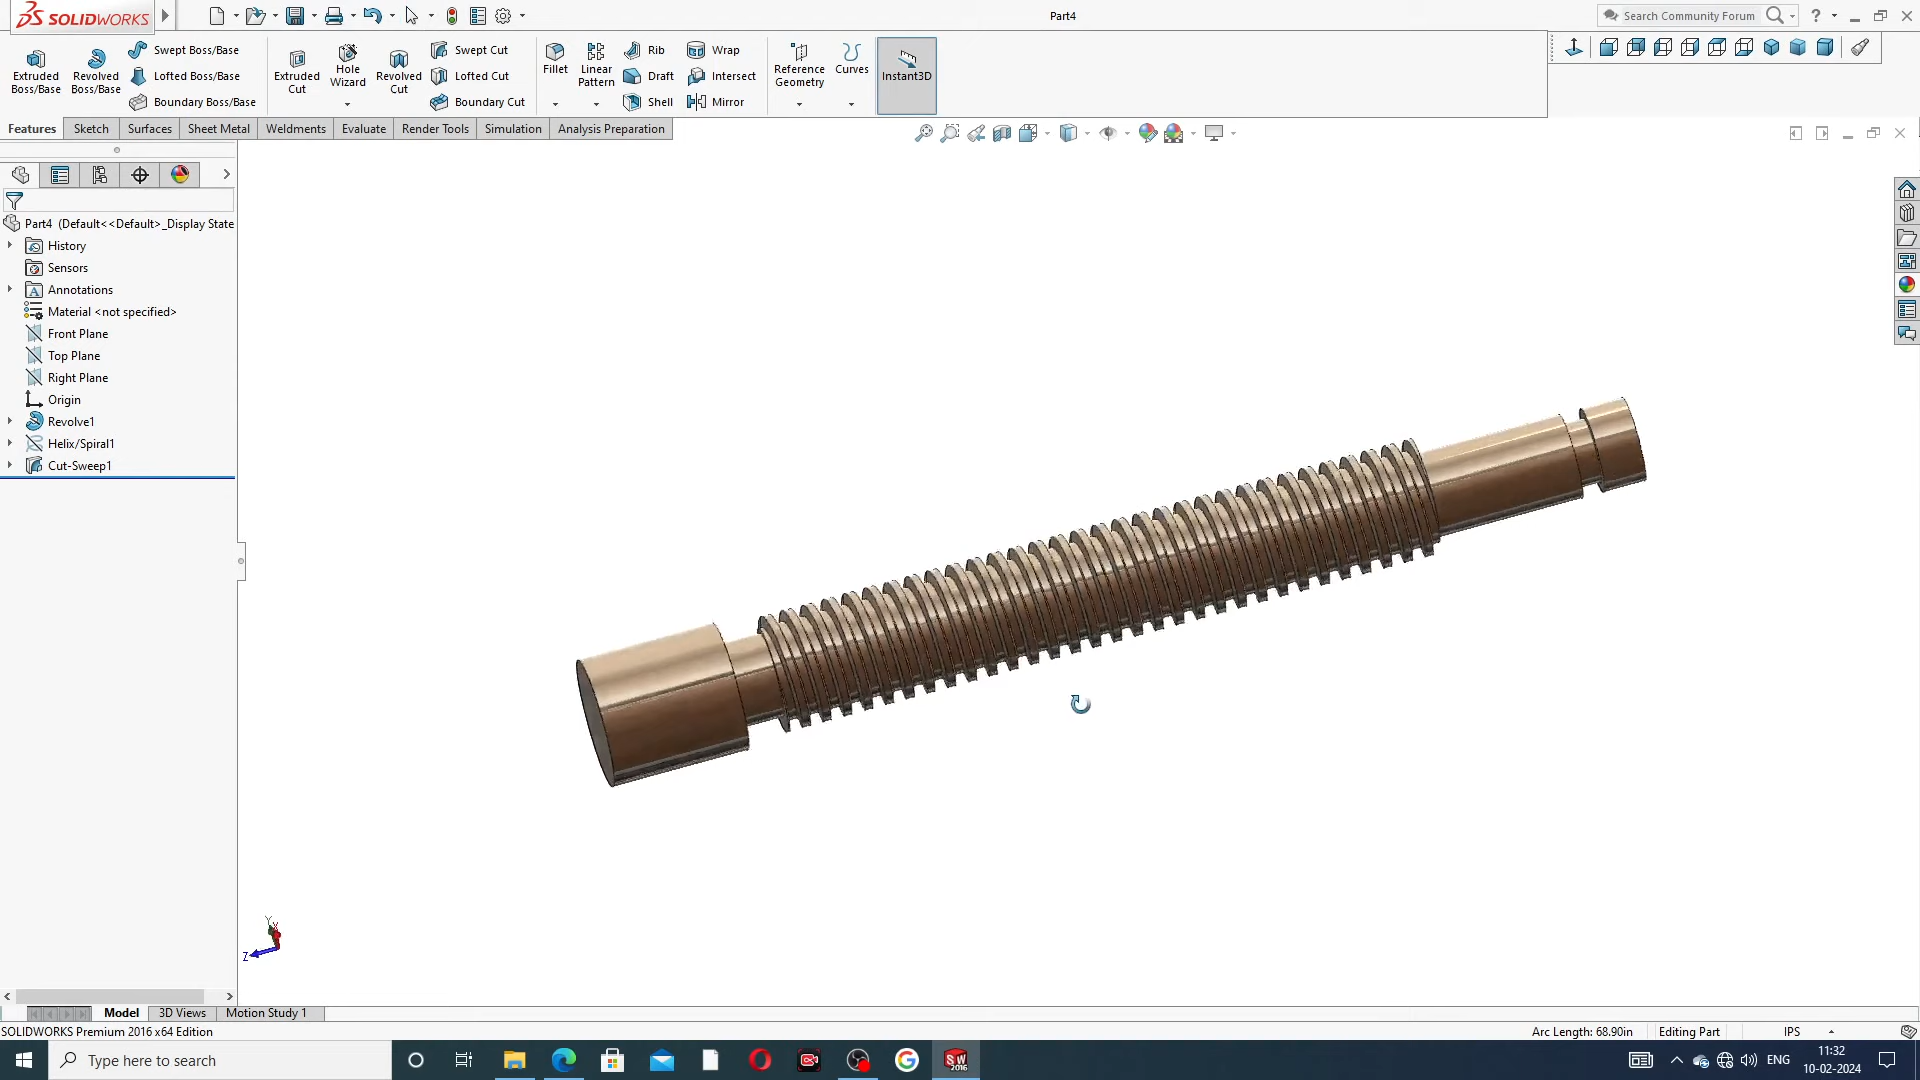 SOLIDWORKS
Part4
Search Community Forum
?
Extruded Boss/Base
Revolved Boss/Base
Swept Boss/Base
Lofted Boss/Base
Boundary Boss/Base
Extruded Cut
Hole Wizard
Revolved Cut
Swept Cut
Lofted Cut
Boundary Cut
Fillet
Linear Pattern
Rib
Draft
Shell
Wrap
Intersect
Mirror
Reference Geometry
Curves
Instant3D
Features
Sketch
Surfaces
Sheet Metal
Weldments
Evaluate
Render Tools
Simulation
Analysis Preparation
Part4 (Default<<Default>_Display State
History
Sensors
Annotations
Material <not specified>
Front Plane
Top Plane
Right Plane
Origin
Revolve1
Helix/Spiral1
Cut-Sweep1
Y
X
Z
Model
3D Views
Motion Study 1
SOLIDWORKS Premium 2016 x64 Edition
Arc Length: 68.90in
Editing Part
IPS
Type here to search
SW
2016
ENG
11:32
10-02-2024